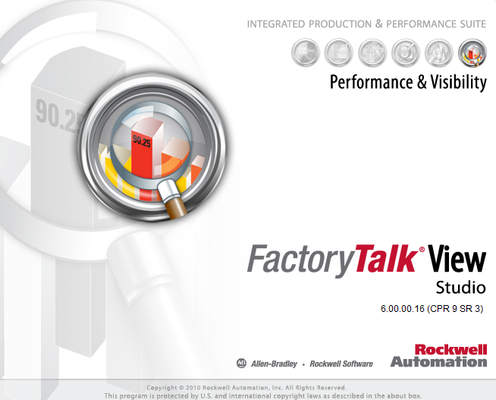 INTEGRATED PRODUCTION & PERFORMANCE SUITE
Performance & Visibility
90.25
90.25
FactoryTalk® View
Studio
6.00.00.16 (CPR 9 SR 3)
Rockwell
Automation
AB Allen-Bradley • Rockwell Software
Copyright © 2010 Rockwell Automation, Inc. All Rights Reserved.
This program is protected by U.S. and international copyright laws as described in the about box.